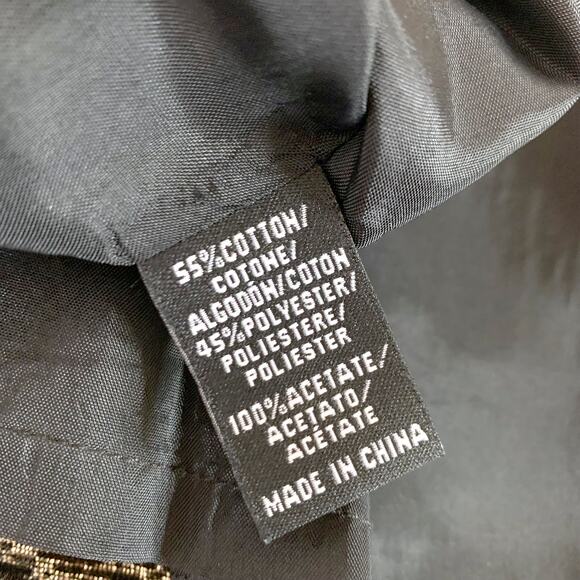 55%COTTON/
COTONE/
ALGODÓN/COTON
45%POLYESTER/
POLIESTERE/
POLIESTER
100%ACETATE/
ACETATO/
ACÉTATE
MADE IN CHINA